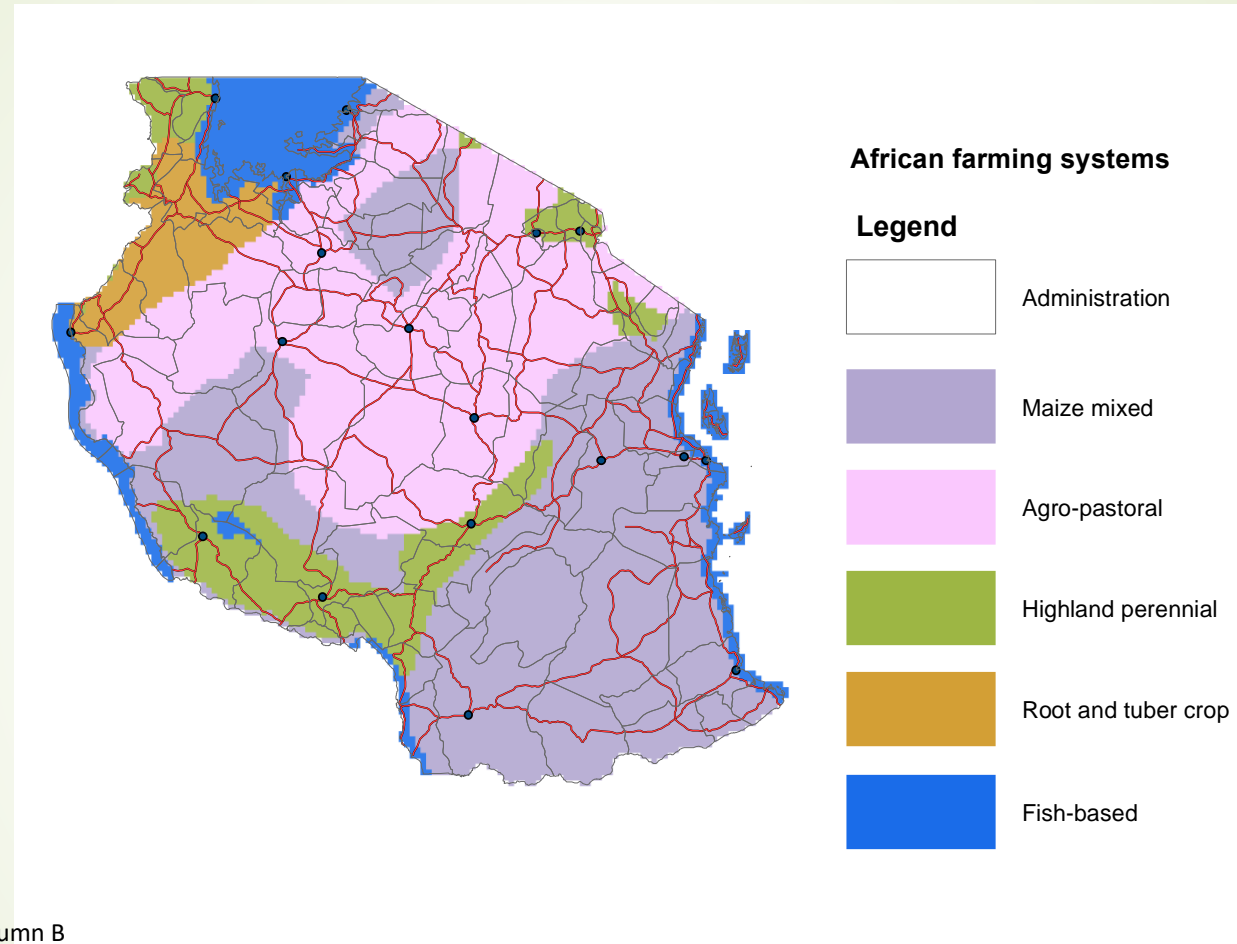 African farming systems
Legend
Administration
Maize mixed
Agro-pastoral
Highland perennial
Root and tuber crop
Fish-based
umn B